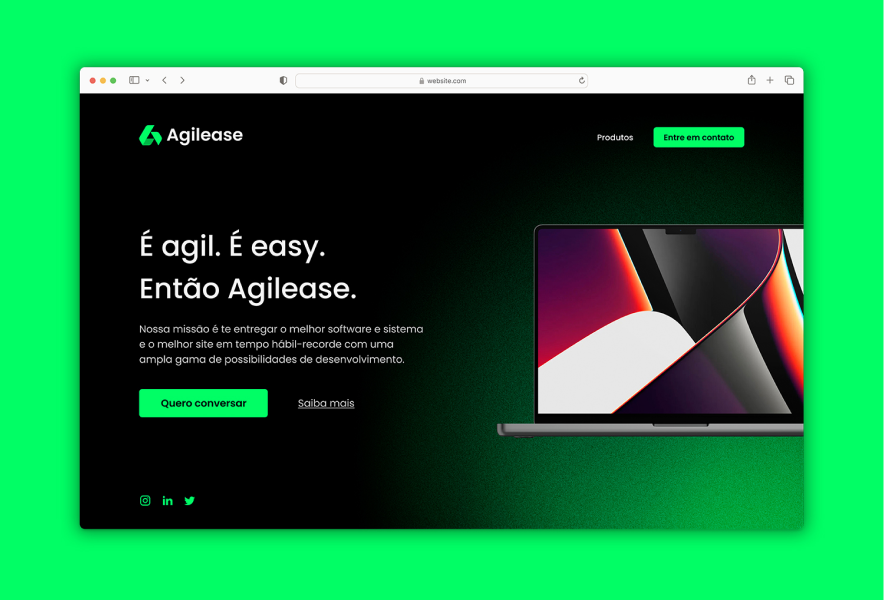 website.com
Agilease
Produtos
Entre em contato
É agil. É easy.
Então Agilease.
Nossa missão é te entregar o melhor software e sistema
e o melhor site em tempo hábil-recorde com uma
ampla gama de possibilidades de desenvolvimento.
Quero conversar
Saiba mais